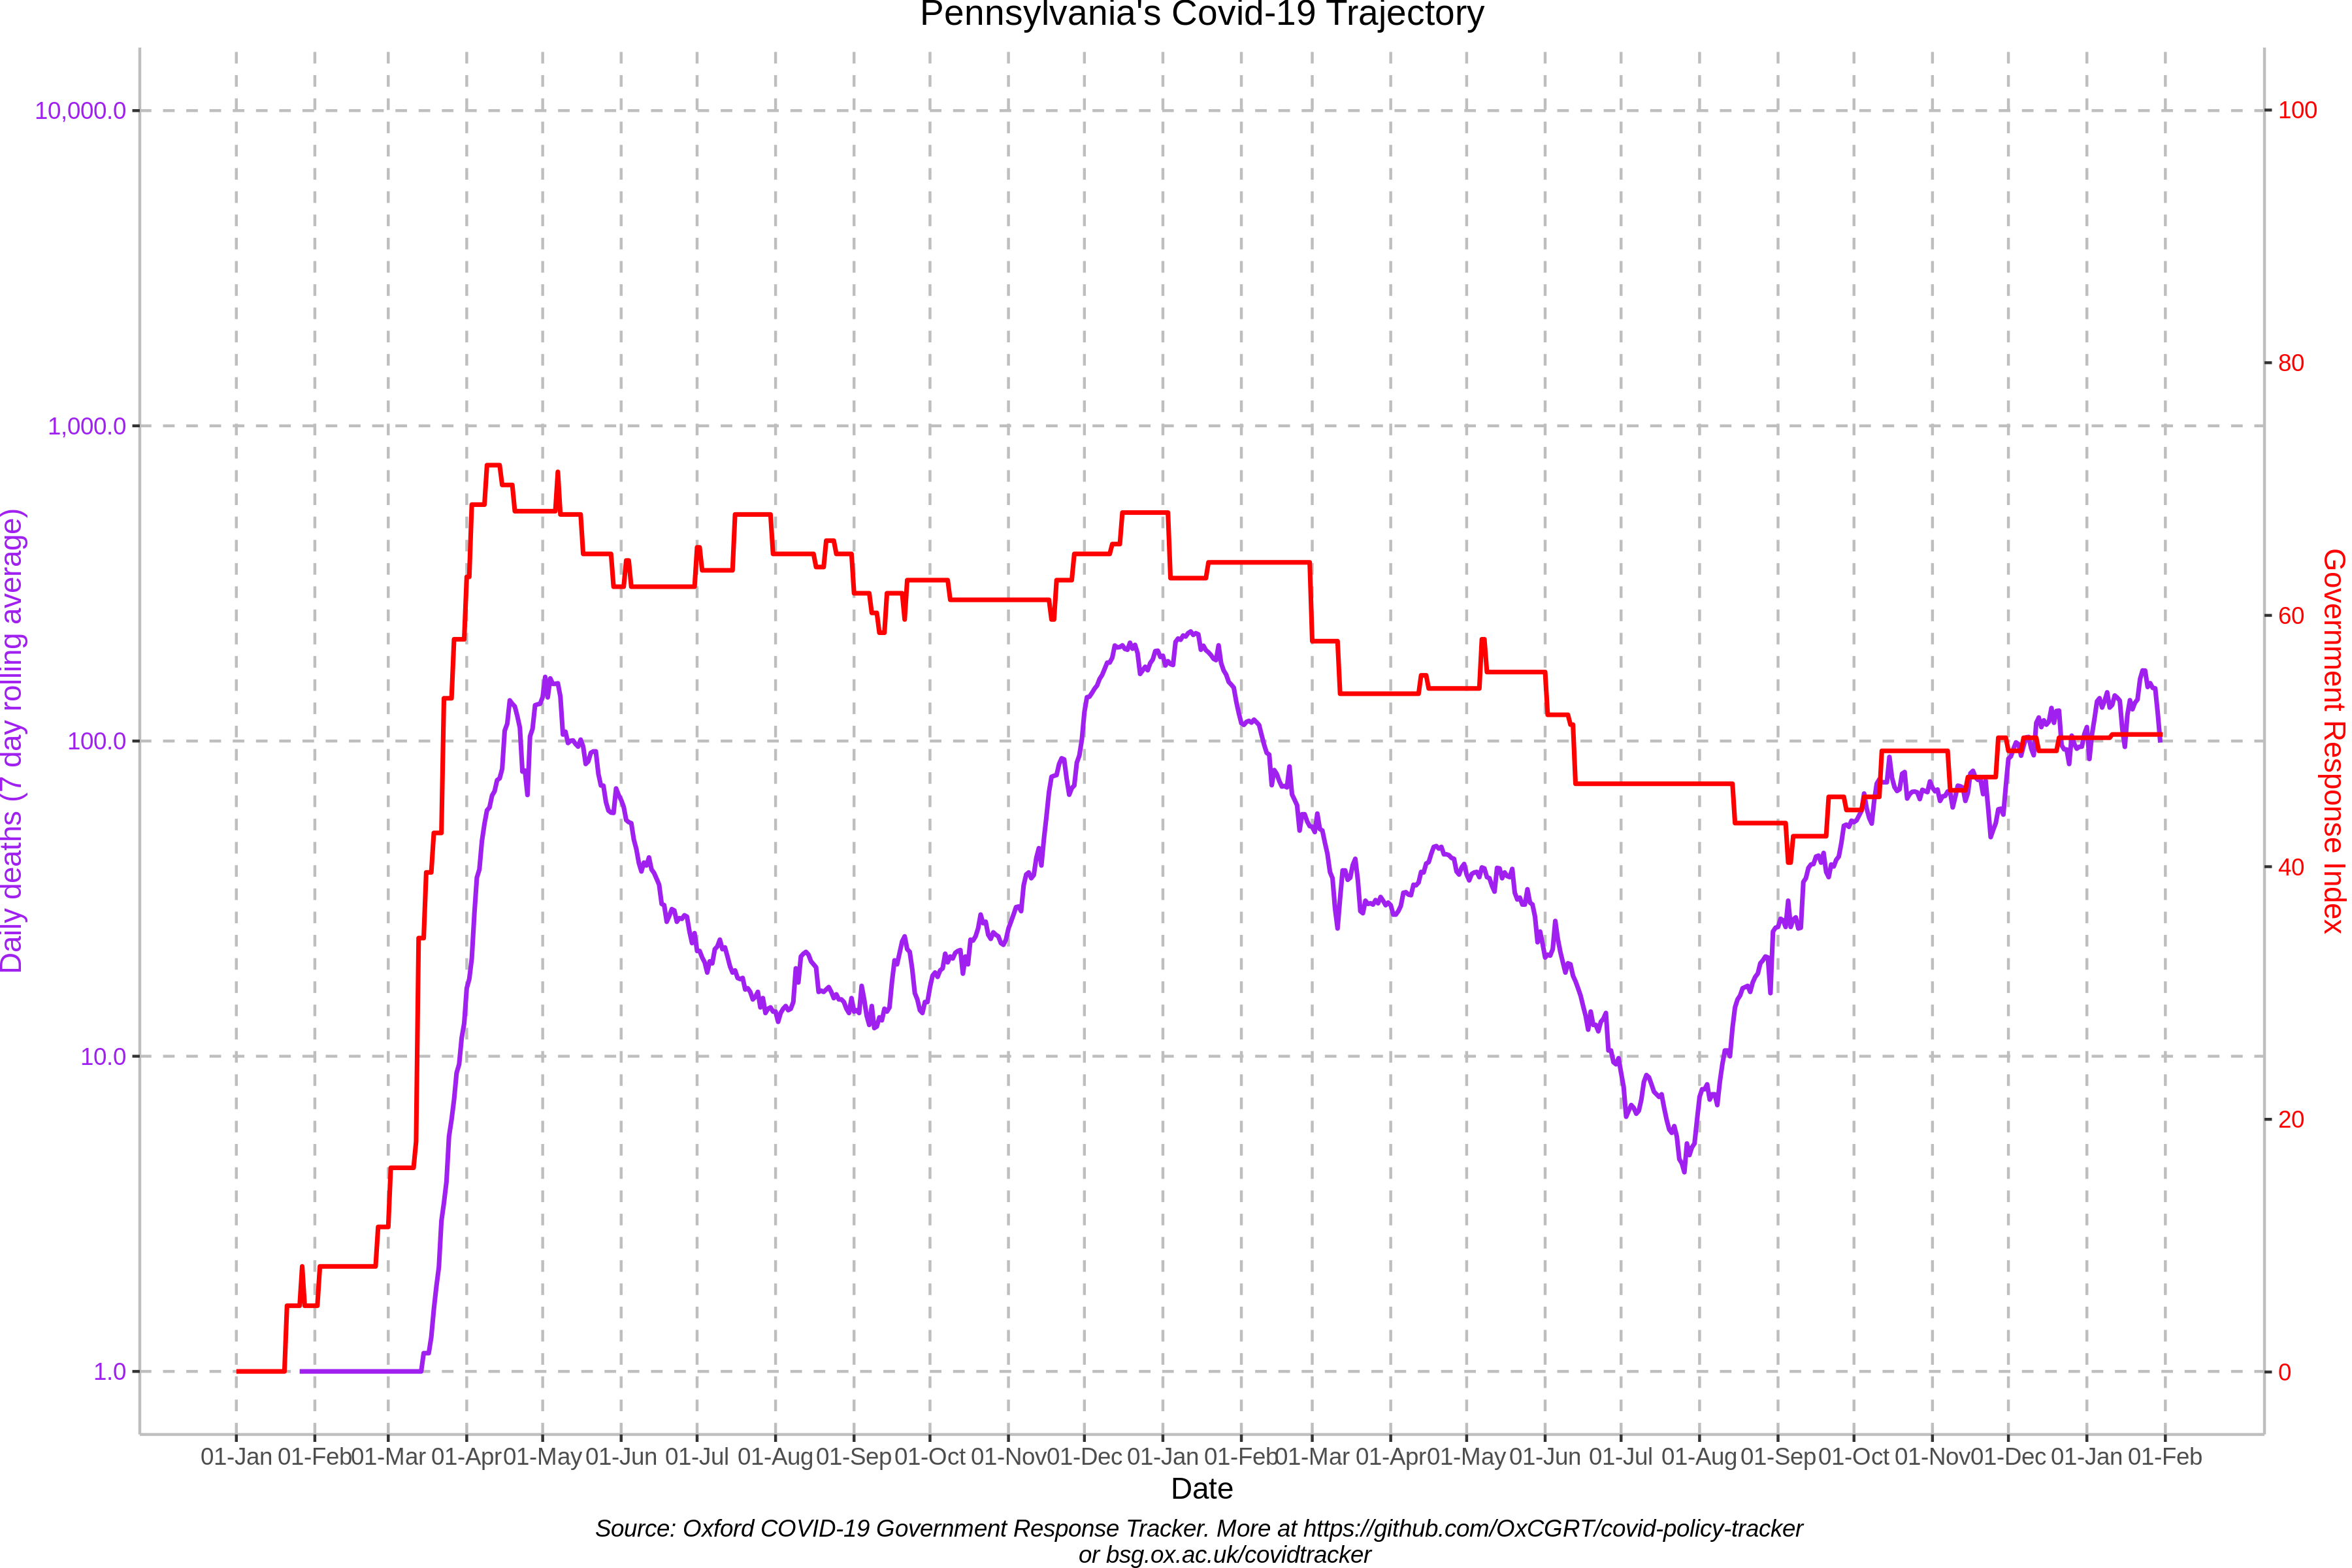 Pennsylvania's Covid-19 Trajectory
10,000.0
1,000.0
100.0
10.0
1.0
Daily deaths (7 day rolling average)
100
80
60
40
20
0
Government Response Index
01-Jan 01-Feb 01-Mar 01-Apr 01-May 01-Jun 01-Jul 01-Aug 01-Sep 01-Oct 01-Nov 01-Dec 01-Jan 01-Feb 01-Mar 01-Apr 01-May 01-Jun 01-Jul 01-Aug 01-Sep 01-Oct 01-Nov 01-Dec 01-Jan 01-Feb
Date
Source: Oxford COVID-19 Government Response Tracker. More at https://github.com/OxCGRT/covid-policy-tracker
or bsg.ox.ac.uk/covidtracker